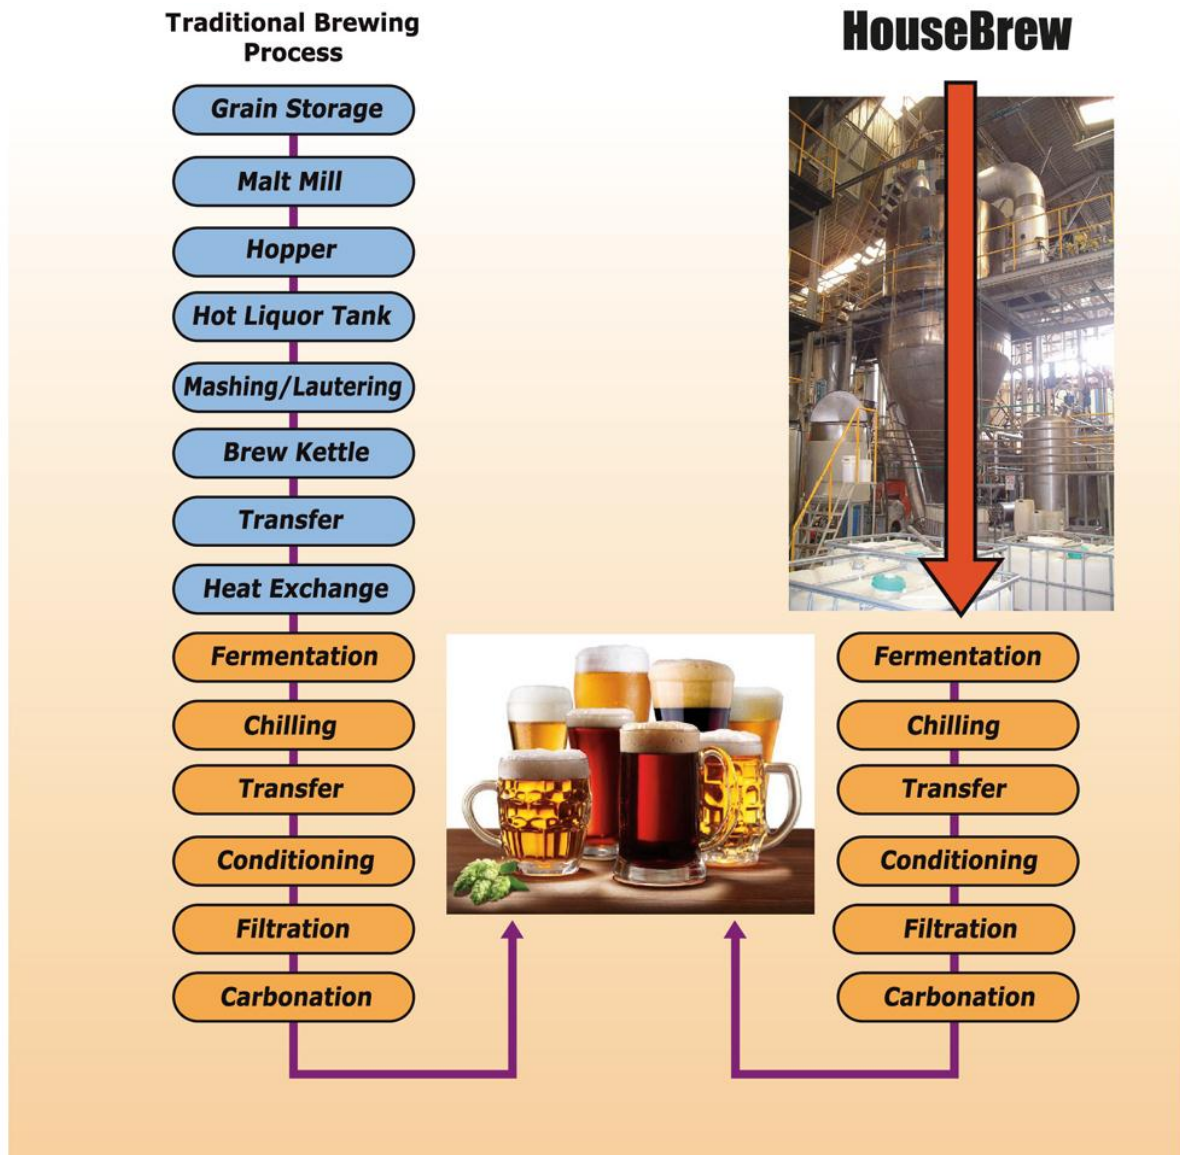 Traditional Brewing
Process
Grain Storage
Malt Mill
Hopper
Hot Liquor Tank
Mashing/Lautering
Brew Kettle
Transfer
Heat Exchange
Fermentation
Chilling
Transfer
Conditioning
Filtration
Carbonation
HouseBrew
Fermentation
Chilling
Transfer
Conditioning
Filtration
Carbonation